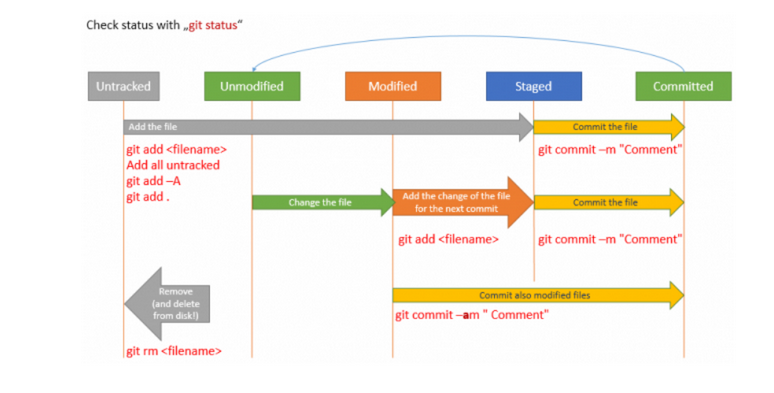 Check status with „git status“
Untracked
Unmodified
Modified
Staged
Committed
Add the file
Commit the file
git add <filename>
Add all untracked
git add –A
git add .
git commit –m "Comment"
Change the file
Add the change of the file
for the next commit
Commit the file
git add <filename>
git commit –m "Comment"
Remove
(and delete
from disk!)
Commit also modified files
git commit –am " Comment"
git rm <filename>